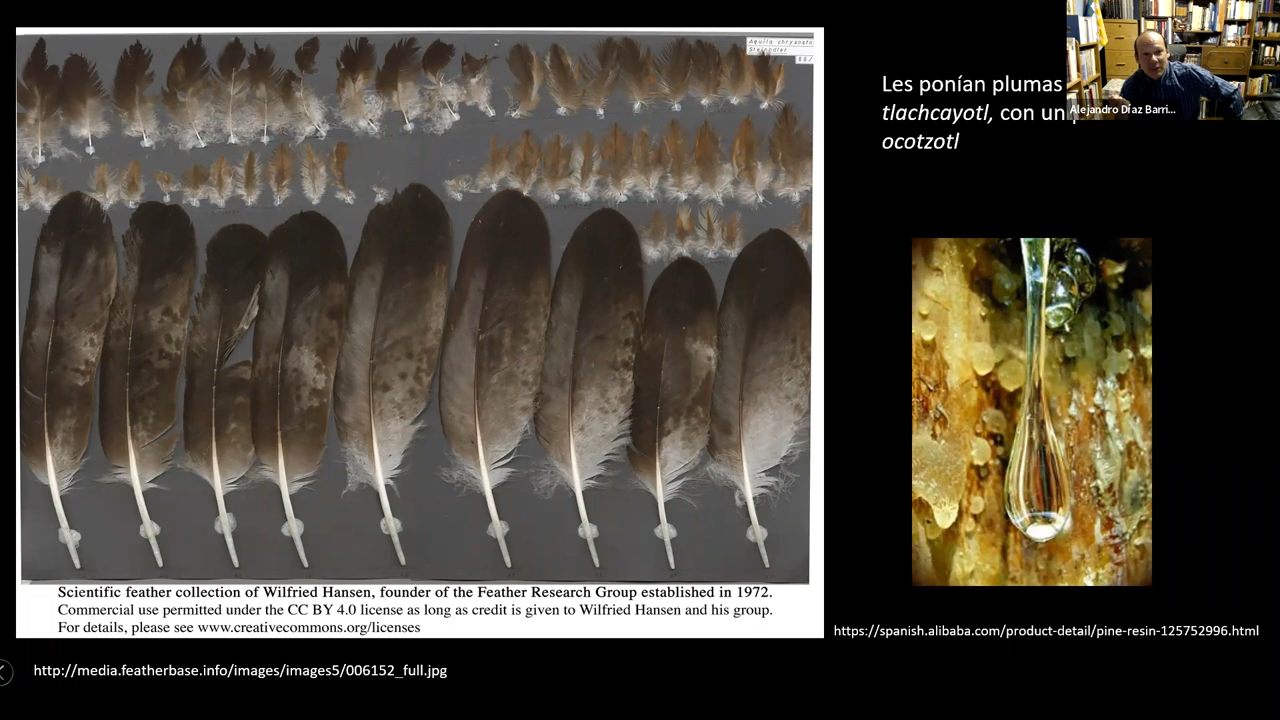 Aquila chrysaetos
Steinadler
Les ponían plumas
tlachcayotl, con un
ocotzotl
Alejandro Díaz Barri...
Scientific feather collection of Wilfried Hansen, founder of the Feather Research Group established in 1972.
Commercial use permitted under the CC BY 4.0 license as long as credit is given to Wilfried Hansen and his group.
For details, please see www.creativecommons.org/licenses
https://spanish.alibaba.com/product-detail/pine-resin-125752996.html
http://media.featherbase.info/images/images5/006152_full.jpg